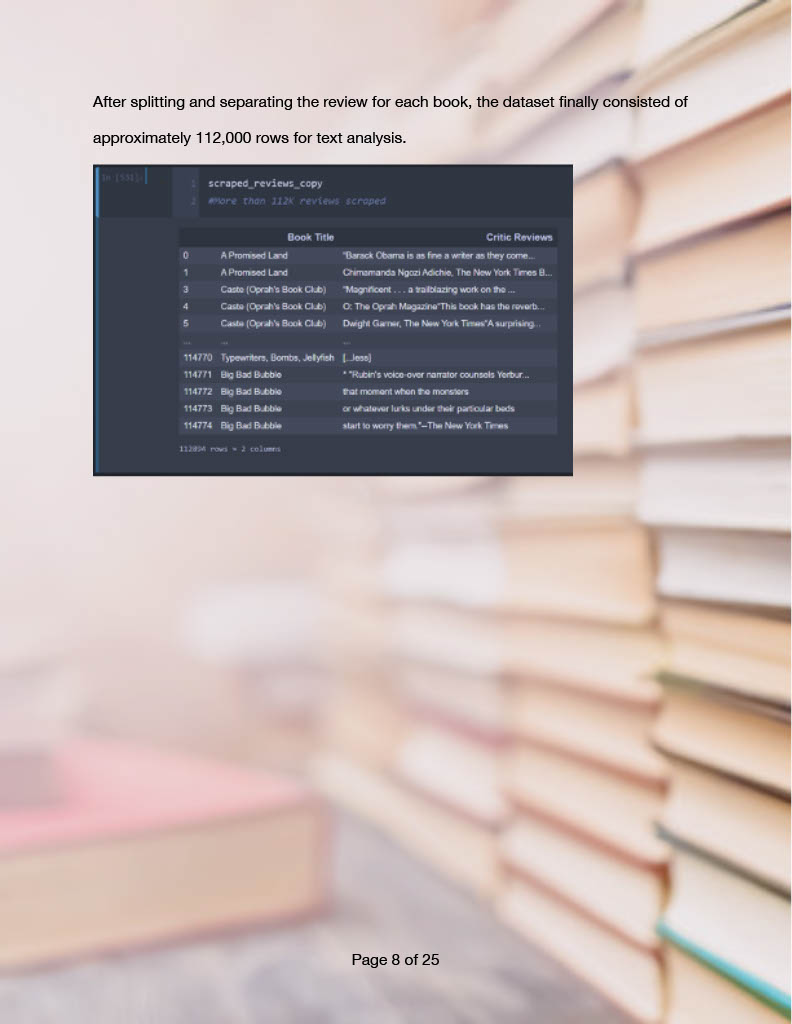 After splitting and separating the review for each book, the dataset finally consisted of
approximately 112,000 rows for text analysis.
In [531]:
1 scraped_reviews_copy
2 #More than 112K reviews scraped
Book Title Critic Reviews
0 A Promised Land "Barack Obama is as fine a writer as they come...
1 A Promised Land Chimamanda Ngozi Adichie, The New York Times B...
3 Caste (Oprah's Book Club) "Magnificent . . . a trailblazing work on the ...
4 Caste (Oprah's Book Club) O: The Oprah Magazine"This book has the reverb...
5 Caste (Oprah's Book Club) Dwight Garner, The New York Times"A surprising...
... ... ...
114770 Typewriters, Bombs, Jellyfish [...less]
114771 Big Bad Bubble * "Rubin's voice-over narrator counsels Yerbur...
114772 Big Bad Bubble that moment when the monsters
114773 Big Bad Bubble or whatever lurks under their particular beds
114774 Big Bad Bubble start to worry them."--The New York Times
rows × 2 columns
Page 8 of 25